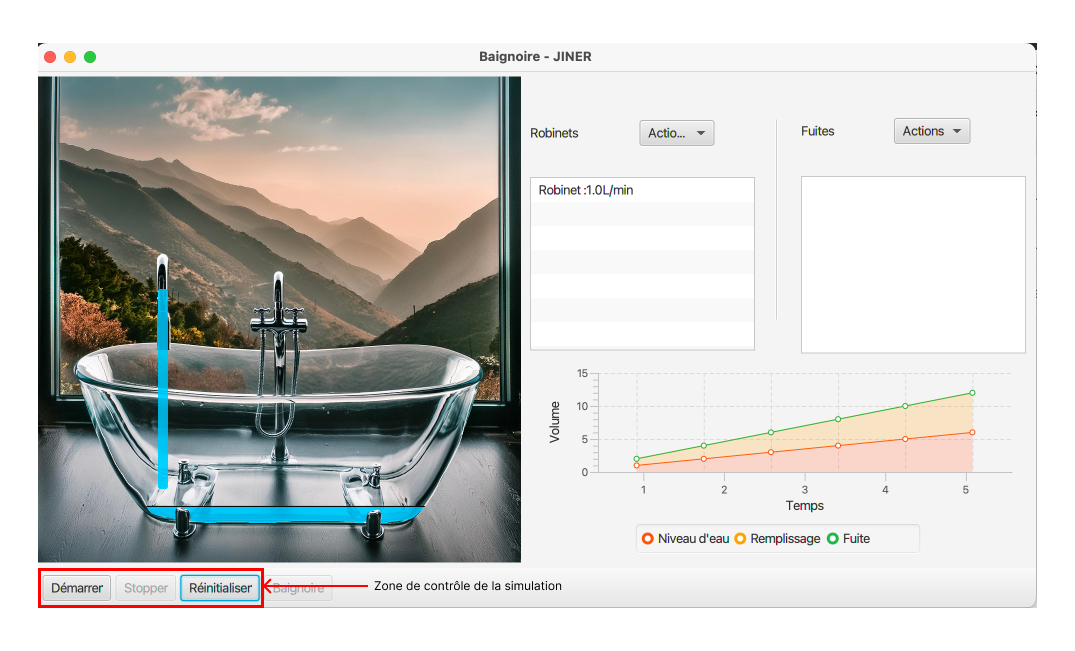 Baignoire - JINER
Robinets
Actio...
Fuites
Actions
Robinet :1.0L/min
15
10
5
0
Volume
1 2 3 4 5
Temps
Niveau d'eau Remplissage Fuite
Démarrer Stopper Réinitialiser Baignoire
Zone de contrôle de la simulation